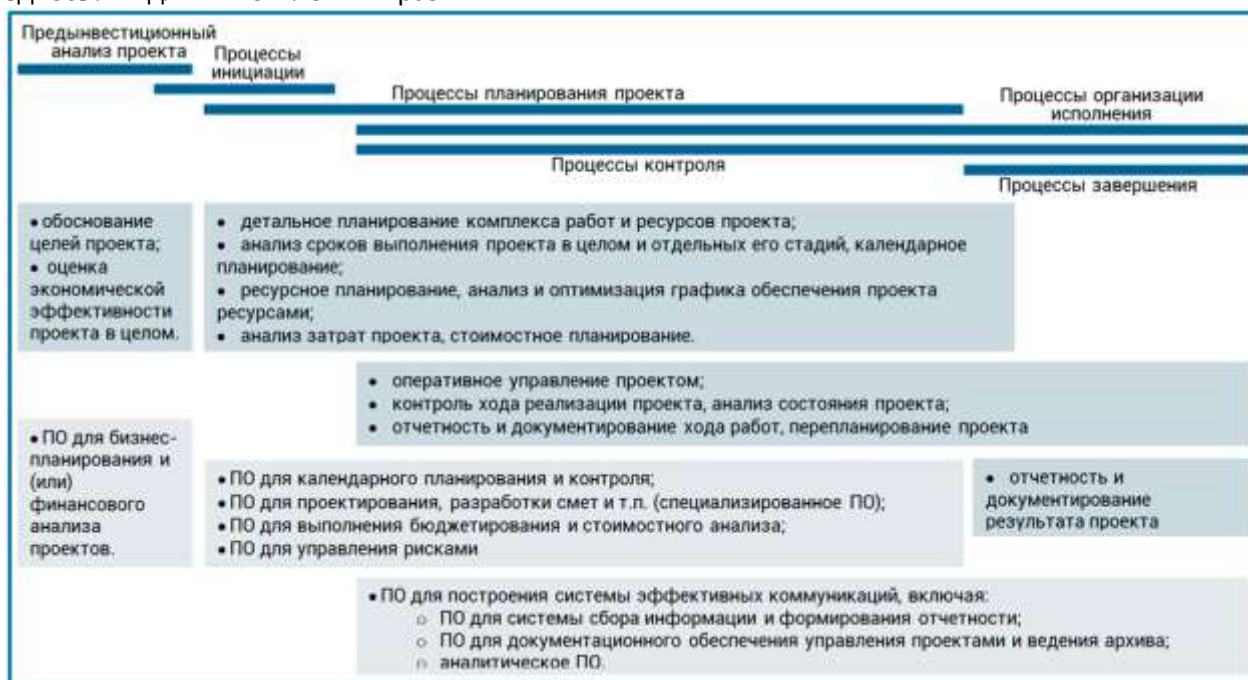 Предынвестиционный
анализ проекта
Процессы
инициации
Процессы планирования проекта
Процессы организации
исполнения
Процессы контроля
Процессы завершения
• обоснование
целей проекта;
• оценка
экономической
эффективности
проекта в целом.
• детальное планирование комплекса работ и ресурсов проекта;
• анализ сроков выполнения проекта в целом и отдельных его стадий, календарное
планирование;
• ресурсное планирование, анализ и оптимизация графика обеспечения проекта
ресурсами;
• анализ затрат проекта, стоимостное планирование.
• оперативное управление проектом;
• контроль хода реализации проекта, анализ состояния проекта;
• отчетность и документирование хода работ, перепланирование проекта
• ПО для бизнес-
планирования и
(или)
финансового
анализа
проектов.
• ПО для календарного планирования и контроля;
• ПО для проектирования, разработки смет и т.п. (специализированное ПО);
• ПО для выполнения бюджетирования и стоимостного анализа;
• ПО для управления рисками
• отчетность и
документирование
результата проекта
• ПО для построения системы эффективных коммуникаций, включая:
o ПО для системы сбора информации и формирования отчетности;
o ПО для документационного обеспечения управления проектами и ведения архива;
o аналитическое ПО.